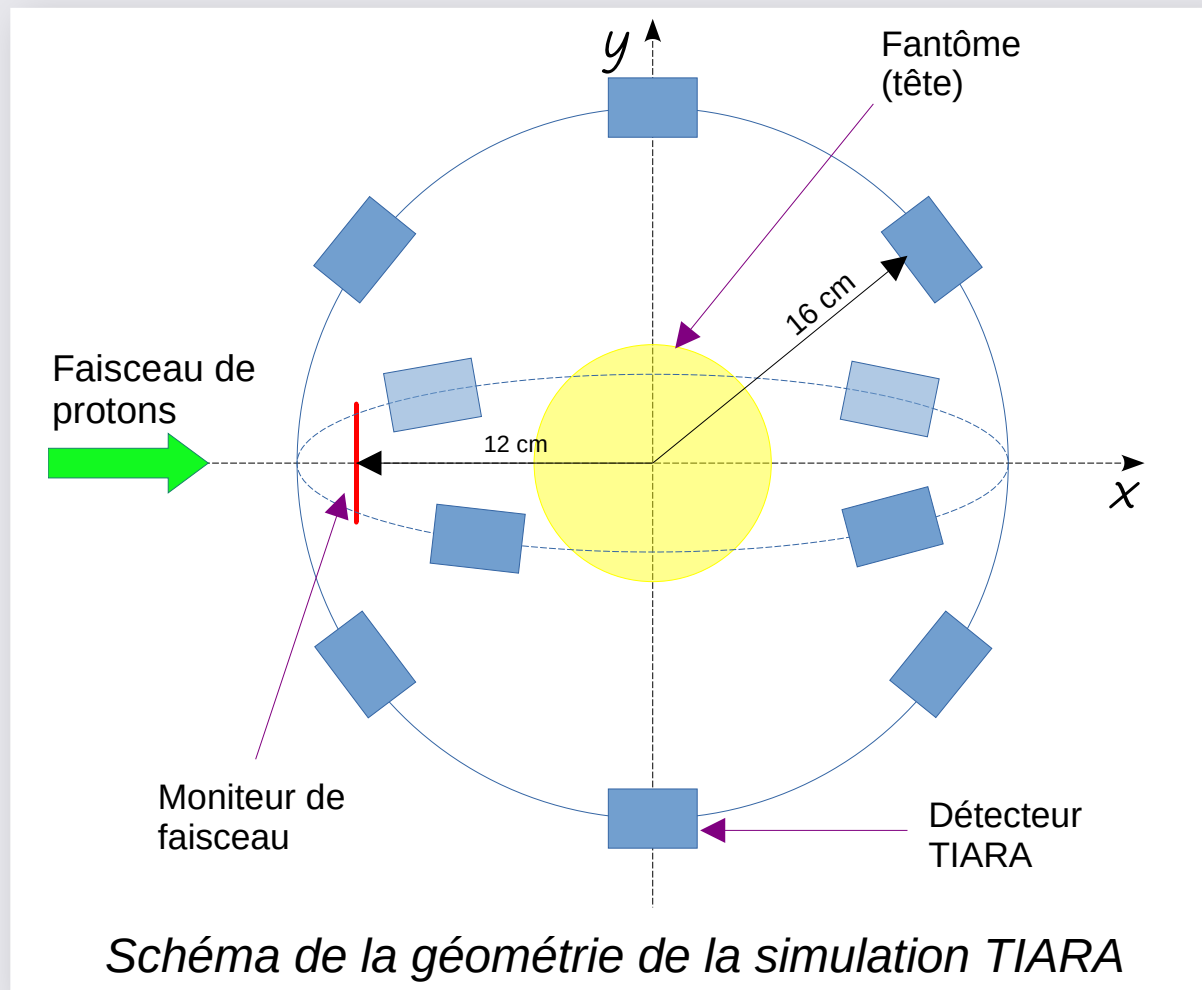 y
Fantôme
(tête)
16 cm
Faisceau de
protons
12 cm
x
Moniteur de
faisceau
Détecteur
TIARA
Schéma de la géométrie de la simulation TIARA